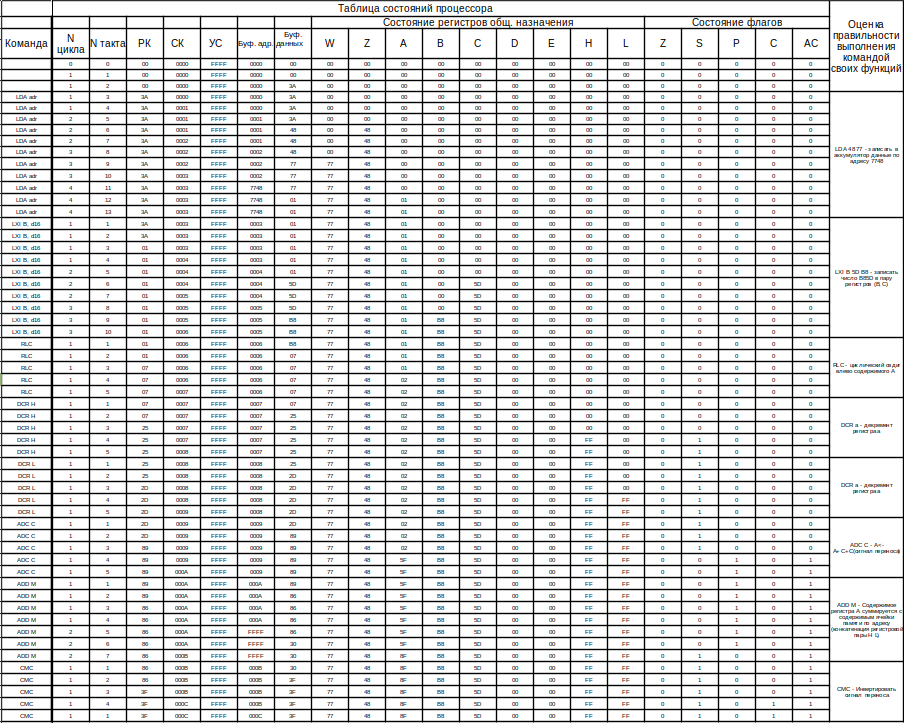 Таблица состояний процессора
Состояние регистров общ. назначения Состояние флагов
Команда N цикла N такта РК СК УС Буф. адр. Буф. данных W Z A B C D E H L Z S P C AC Оценка правильности выполнения командой своих функций
0 0 00 0000 FFFF 0000 00 00 00 00 00 00 00 00 00 00 0 0 0 0 0
1 1 00 0000 FFFF 0000 00 00 00 00 00 00 00 00 00 00 0 0 0 0 0
1 2 00 0000 FFFF 0000 3A 00 00 00 00 00 00 00 00 00 0 0 0 0 0
LDA adr 1 3 3A 0000 FFFF 0000 3A 00 00 00 00 00 00 00 00 00 0 0 0 0 0
LDA adr 1 4 3A 0001 FFFF 0000 3A 00 00 00 00 00 00 00 00 00 0 0 0 0 0
LDA adr 2 5 3A 0001 FFFF 0001 3A 00 00 00 00 00 00 00 00 00 0 0 0 0 0
LDA adr 2 6 3A 0001 FFFF 0001 48 00 48 00 00 00 00 00 00 00 0 0 0 0 0
LDA adr 2 7 3A 0002 FFFF 0001 48 00 48 00 00 00 00 00 00 00 0 0 0 0 0
LDA adr 3 8 3A 0002 FFFF 0002 48 00 48 00 00 00 00 00 00 00 0 0 0 0 0
LDA adr 3 9 3A 0002 FFFF 0002 77 77 48 00 00 00 00 00 00 00 0 0 0 0 0
LDA adr 3 10 3A 0003 FFFF 0002 77 77 48 00 00 00 00 00 00 00 0 0 0 0 0
LDA adr 4 11 3A 0003 FFFF 7748 77 77 48 00 00 00 00 00 00 00 0 0 0 0 0
LDA adr 4 12 3A 0003 FFFF 7748 01 77 48 01 00 00 00 00 00 00 0 0 0 0 0
LDA adr 4 13 3A 0003 FFFF 7748 01 77 48 01 00 00 00 00 00 00 0 0 0 0 0
LDA 4877 - записать в
аккумулятор данные по
адресу 7748
LXI B, d16 1 1 3A 0003 FFFF 0003 01 77 48 01 00 00 00 00 00 00 0 0 0 0 0
LXI B, d16 1 2 3A 0003 FFFF 0003 01 77 48 01 00 00 00 00 00 00 0 0 0 0 0
LXI B, d16 1 3 01 0003 FFFF 0003 01 77 48 01 00 00 00 00 00 00 0 0 0 0 0
LXI B, d16 1 4 01 0004 FFFF 0003 01 77 48 01 00 00 00 00 00 00 0 0 0 0 0
LXI B, d16 2 5 01 0004 FFFF 0004 01 77 48 01 00 00 00 00 00 00 0 0 0 0 0
LXI B, d16 2 6 01 0004 FFFF 0004 5D 77 48 01 00 5D 00 00 00 00 0 0 0 0 0
LXI B, d16 2 7 01 0005 FFFF 0004 5D 77 48 01 00 5D 00 00 00 00 0 0 0 0 0
LXI B, d16 3 8 01 0005 FFFF 0005 5D 77 48 01 00 5D 00 00 00 00 0 0 0 0 0
LXI B, d16 3 9 01 0005 FFFF 0005 B8 77 48 01 B8 5D 00 00 00 00 0 0 0 0 0
LXI B, d16 3 10 01 0006 FFFF 0005 B8 77 48 01 B8 5D 00 00 00 00 0 0 0 0 0
LXI B 5D B8 - записать
число B85D в пару
регистров (B,C)
RLC 1 1 01 0006 FFFF 0006 B8 77 48 01 B8 5D 00 00 00 00 0 0 0 0 0
RLC 1 2 01 0006 FFFF 0006 07 77 48 01 B8 5D 00 00 00 00 0 0 0 0 0
RLC 1 3 07 0006 FFFF 0006 07 77 48 01 B8 5D 00 00 00 00 0 0 0 0 0
RLC 1 4 07 0006 FFFF 0006 07 77 48 02 B8 5D 00 00 00 00 0 0 0 0 0
RLC 1 5 07 0007 FFFF 0006 07 77 48 02 B8 5D 00 00 00 00 0 0 0 0 0
RLC - циклический сдвиг
влево содержимого А
DCR H 1 1 07 0007 FFFF 0007 07 77 48 02 B8 5D 00 00 00 00 0 0 0 0 0
DCR H 1 2 07 0007 FFFF 0007 25 77 48 02 B8 5D 00 00 00 00 0 0 0 0 0
DCR H 1 3 25 0007 FFFF 0007 25 77 48 02 B8 5D 00 00 00 00 0 0 0 0 0
DCR H 1 4 25 0007 FFFF 0007 25 77 48 02 B8 5D 00 00 FF 00 0 1 0 0 0
DCR H 1 5 25 0008 FFFF 0007 25 77 48 02 B8 5D 00 00 FF 00 0 1 0 0 0
DCR a - декремент
регистра a
DCR L 1 1 25 0008 FFFF 0008 25 77 48 02 B8 5D 00 00 FF 00 0 1 0 0 0
DCR L 1 2 25 0008 FFFF 0008 2D 77 48 02 B8 5D 00 00 FF 00 0 1 0 0 0
DCR L 1 3 2D 0008 FFFF 0008 2D 77 48 02 B8 5D 00 00 FF 00 0 1 0 0 0
DCR L 1 4 2D 0008 FFFF 0008 2D 77 48 02 B8 5D 00 00 FF FF 0 1 0 0 0
DCR L 1 5 2D 0009 FFFF 0008 2D 77 48 02 B8 5D 00 00 FF FF 0 1 0 0 0
DCR a - декремент
регистра a
ADC C 1 1 2D 0009 FFFF 0009 2D 77 48 02 B8 5D 00 00 FF FF 0 1 0 0 0
ADC C 1 2 2D 0009 FFFF 0009 89 77 48 02 B8 5D 00 00 FF FF 0 1 0 0 0
ADC C 1 3 89 0009 FFFF 0009 89 77 48 02 B8 5D 00 00 FF FF 0 1 0 0 0
ADC C 1 4 89 0009 FFFF 0009 89 77 48 5F B8 5D 00 00 FF FF 0 0 1 0 1
ADC C 1 5 89 000A FFFF 0009 89 77 48 5F B8 5D 00 00 FF FF 0 0 1 0 1
ADC C - A<-
A+C+C(сигнал переноса)
ADD M 1 1 89 000A FFFF 000A 89 77 48 5F B8 5D 00 00 FF FF 0 0 1 0 1
ADD M 1 2 89 000A FFFF 000A 86 77 48 5F B8 5D 00 00 FF FF 0 0 1 0 1
ADD M 1 3 86 000A FFFF 000A 86 77 48 5F B8 5D 00 00 FF FF 0 0 1 0 1
ADD M 1 4 86 000A FFFF 000A 86 77 48 5F B8 5D 00 00 FF FF 0 0 1 0 1
ADD M 2 5 86 000A FFFF FFFF 86 77 48 5F B8 5D 00 00 FF FF 0 0 1 0 1
ADD M 2 6 86 000A FFFF FFFF 30 77 48 5F B8 5D 00 00 FF FF 0 0 1 0 1
ADD M 2 7 86 000B FFFF FFFF 30 77 48 8F B8 5D 00 00 FF FF 0 1 0 0 1
ADD M - Содержимое
регистра А суммируется с
содержимым ячейки
памяти по адресу
(конкатенация регистровой
пары H L)
CMC 1 1 86 000B FFFF 000B 30 77 48 8F B8 5D 00 00 FF FF 0 1 0 0 1
CMC 1 2 86 000B FFFF 000B 3F 77 48 8F B8 5D 00 00 FF FF 0 1 0 0 1
CMC 1 3 3F 000B FFFF 000B 3F 77 48 8F B8 5D 00 00 FF FF 0 1 0 0 1
CMC 1 4 3F 000C FFFF 000B 3F 77 48 8F B8 5D 00 00 FF FF 0 1 0 1 1
CMC 1 1 3F 000C FFFF 000C 3F 77 48 8F B8 5D 00 00 FF FF 0 1 0 1 1
CMC - Инвертировать
сигнал переноса